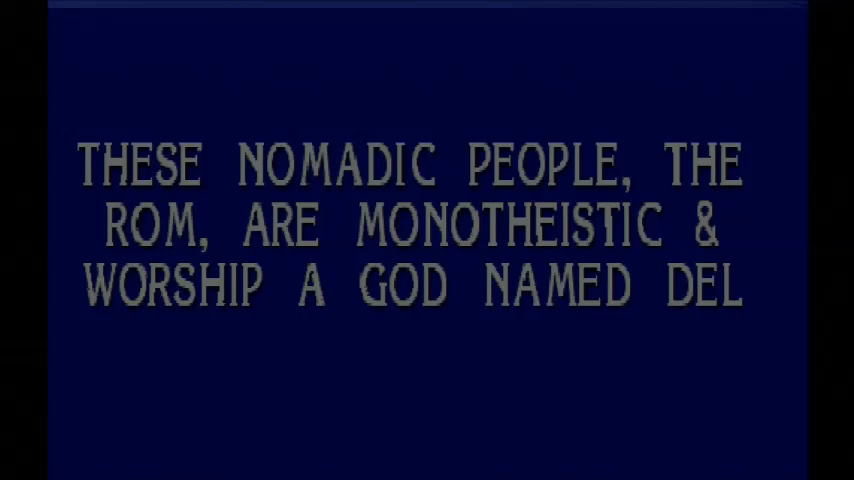 THESE NOMADIC PEOPLE, THE
ROM, ARE MONOTHEISTIC &
WORSHIP A GOD NAMED DEL